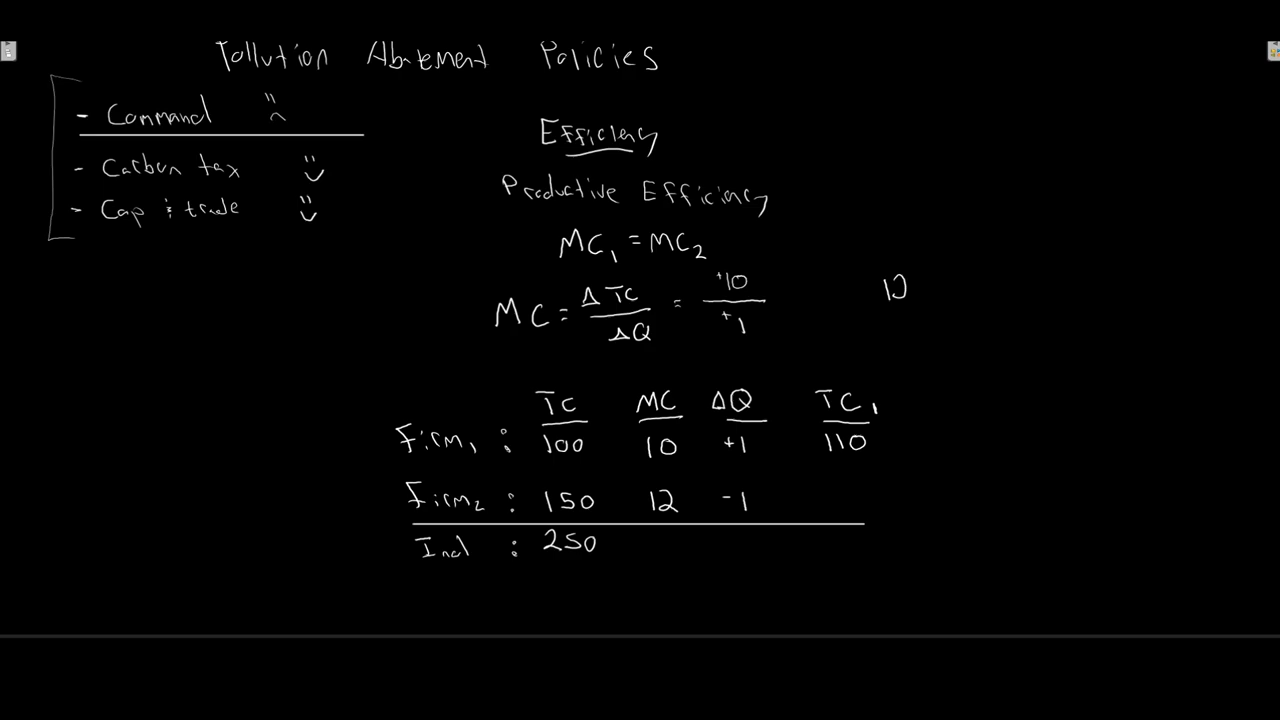 Pollution Abatement Policies
- Command
- Carbon tax
- Cap & trade
Efficiency
Productive Efficiency
MC₁ = MC₂
MC = ΔTC / ΔQ = +10 / +1
10
TC MC ΔQ TC₁
Firm₁ : 100 10 +1 110
Firm₂ : 150 12 -1
Ind : 250